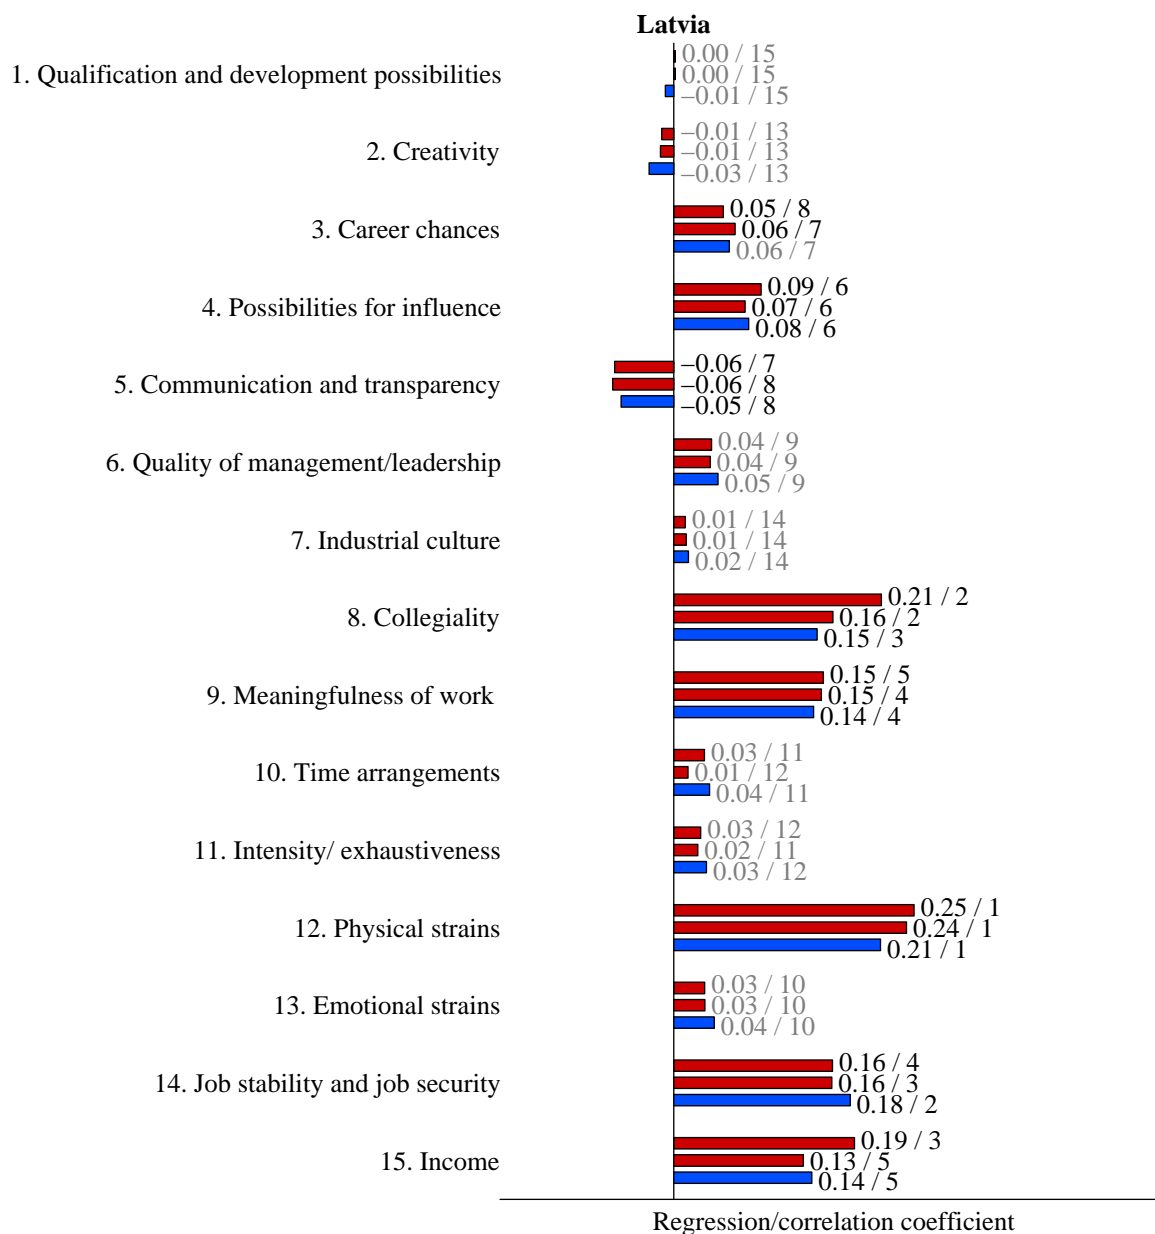 Latvia
1. Qualification and development possibilities
0.00 / 15
0.00 / 15
–0.01 / 15
2. Creativity
–0.01 / 13
–0.01 / 13
–0.03 / 13
3. Career chances
0.05 / 8
0.06 / 7
0.06 / 7
4. Possibilities for influence
0.09 / 6
0.07 / 6
0.08 / 6
5. Communication and transparency
–0.06 / 7
–0.06 / 8
–0.05 / 8
6. Quality of management/leadership
0.04 / 9
0.04 / 9
0.05 / 9
7. Industrial culture
0.01 / 14
0.01 / 14
0.02 / 14
8. Collegiality
0.21 / 2
0.16 / 2
0.15 / 3
9. Meaningfulness of work
0.15 / 5
0.15 / 4
0.14 / 4
10. Time arrangements
0.03 / 11
0.01 / 12
0.04 / 11
11. Intensity/ exhaustiveness
0.03 / 12
0.02 / 11
0.03 / 12
12. Physical strains
0.25 / 1
0.24 / 1
0.21 / 1
13. Emotional strains
0.03 / 10
0.03 / 10
0.04 / 10
14. Job stability and job security
0.16 / 4
0.16 / 3
0.18 / 2
15. Income
0.19 / 3
0.13 / 5
0.14 / 5
Regression/correlation coefficient